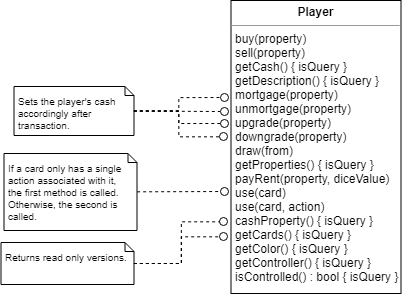 Player
buy(property)
sell(property)
getCash() { isQuery }
getDescription() { isQuery }
mortgage(property)
unmortgage(property)
upgrade(property)
downgrade(property)
draw(from)
getProperties() { isQuery }
payRent(property, diceValue)
use(card)
use(card, action)
cashProperty() { isQuery }
getCards() { isQuery }
getColor() { isQuery }
getController() { isQuery }
isControlled() : bool { isQuery }
Sets the player's cash
accordingly after
transaction.
If a card only has a single
action associated with it,
the first method is called.
Otherwise, the second is
called.
Returns read only versions.